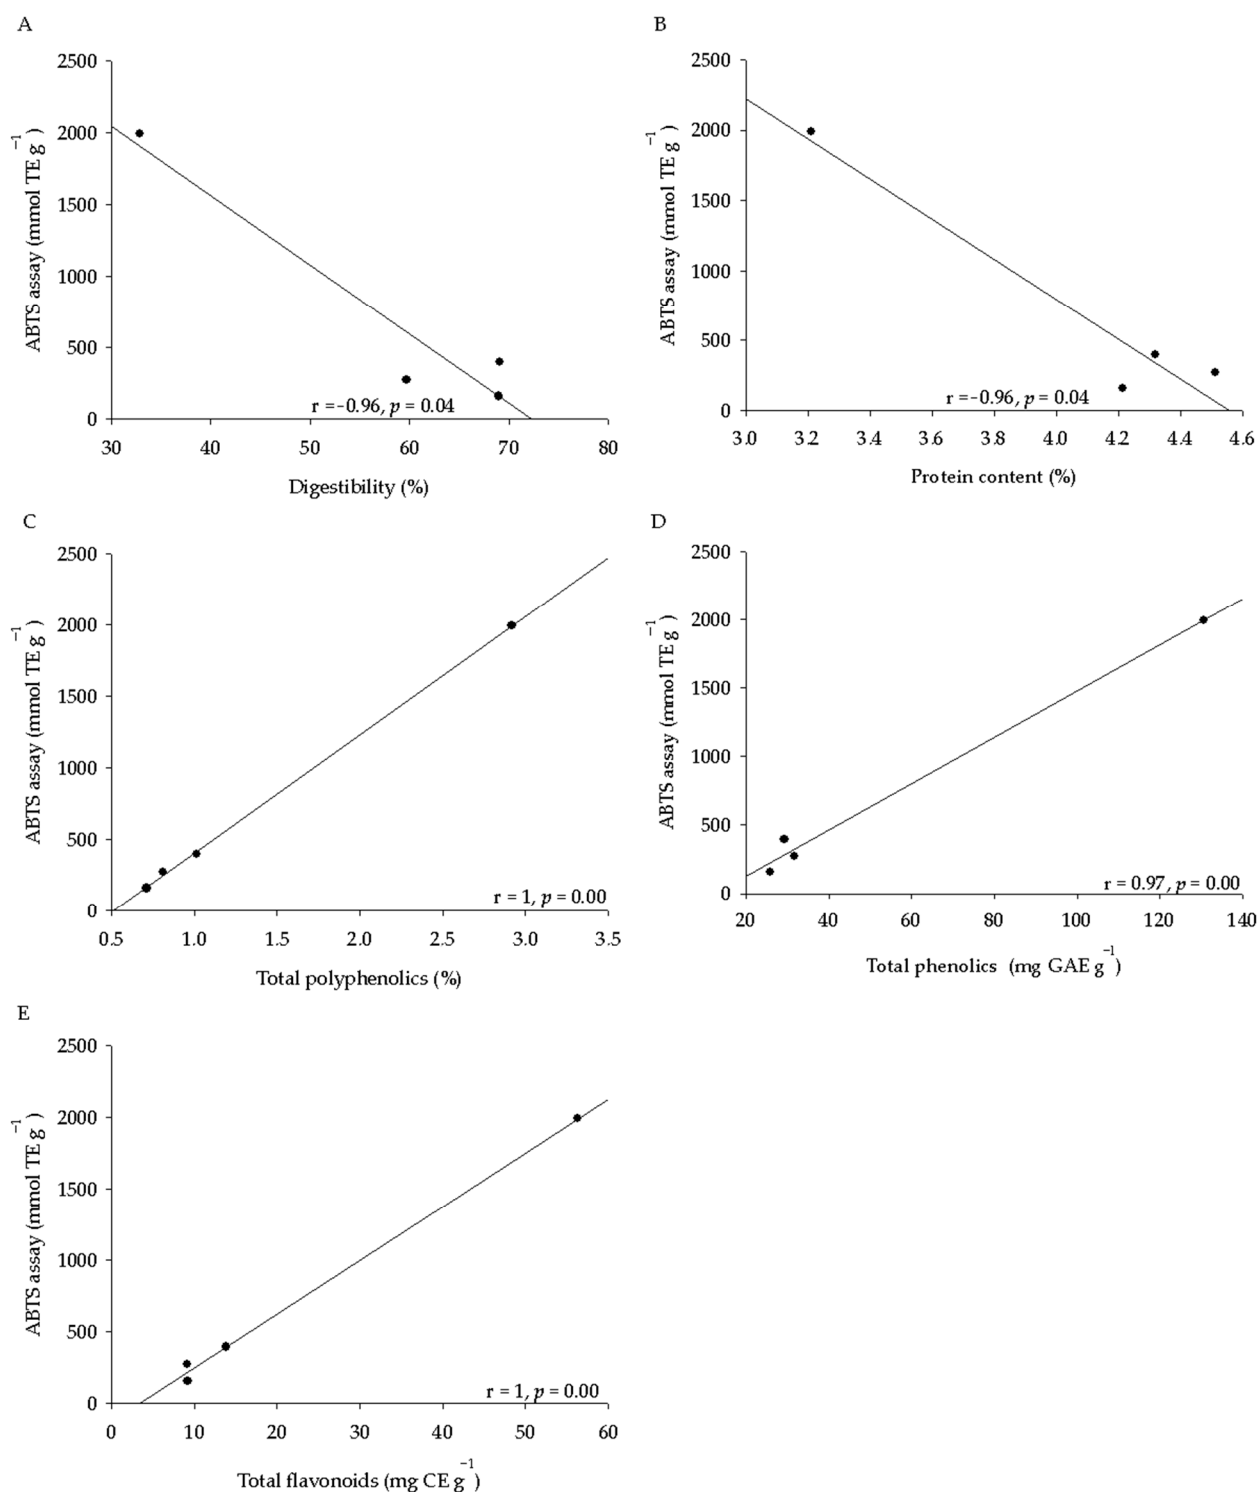 A
ABTS assay (mmol TE g−1)
2500
2000
1500
1000
500
0
r =-0.96, p = 0.04
30 40 50 60 70 80
Digestibility (%)
B
ABTS assay (mmol TE g−1)
2500
2000
1500
1000
500
0
r =-0.96, p = 0.04
3.0 3.2 3.4 3.6 3.8 4.0 4.2 4.4 4.6
Protein content (%)
C
ABTS assay (mmol TE g−1)
2500
2000
1500
1000
500
0
r = 1, p = 0.00
0.5 1.0 1.5 2.0 2.5 3.0 3.5
Total polyphenolics (%)
D
ABTS assay (mmol TE g−1)
2500
2000
1500
1000
500
0
r = 0.97, p = 0.00
20 40 60 80 100 120 140
Total phenolics (mg GAE g−1)
E
ABTS assay (mmol TE g−1)
2500
2000
1500
1000
500
0
r = 1, p = 0.00
0 10 20 30 40 50 60
Total flavonoids (mg CE g−1)